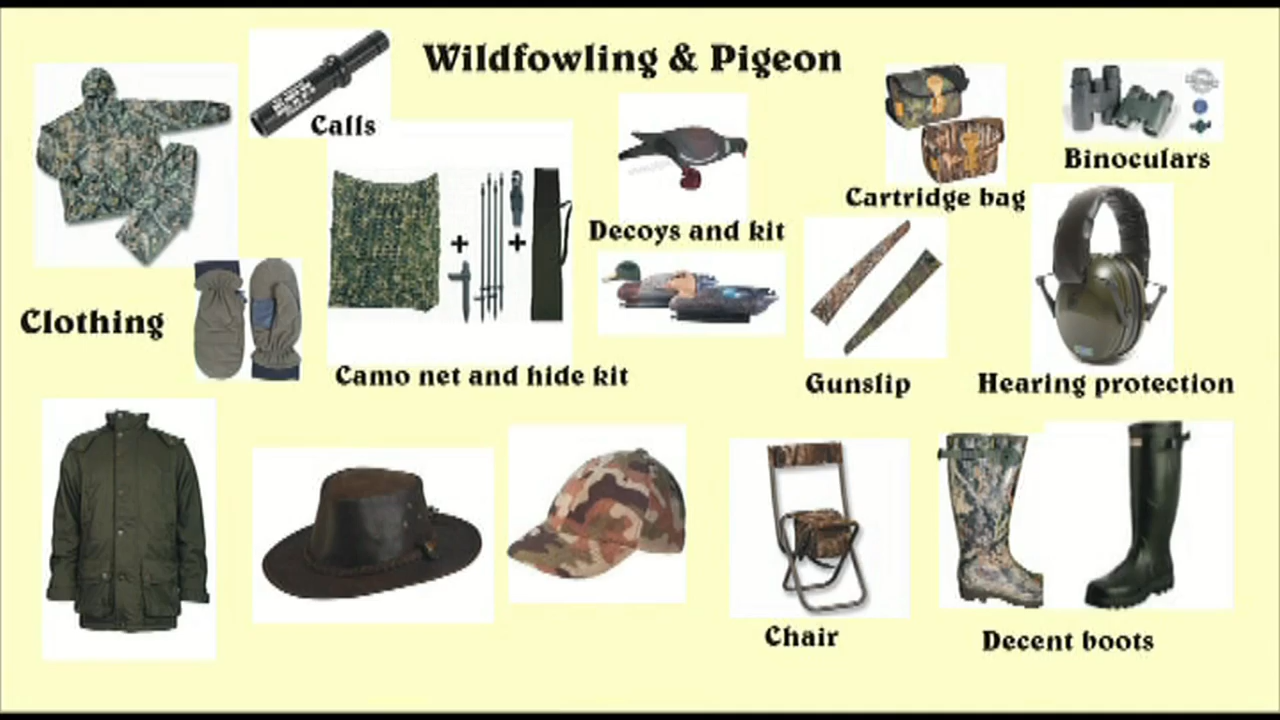 Wildfowling & Pigeon
Calls
Binoculars
Cartridge bag
Decoys and kit
Clothing
Camo net and hide kit
Gunslip
Hearing protection
Chair
Decent boots